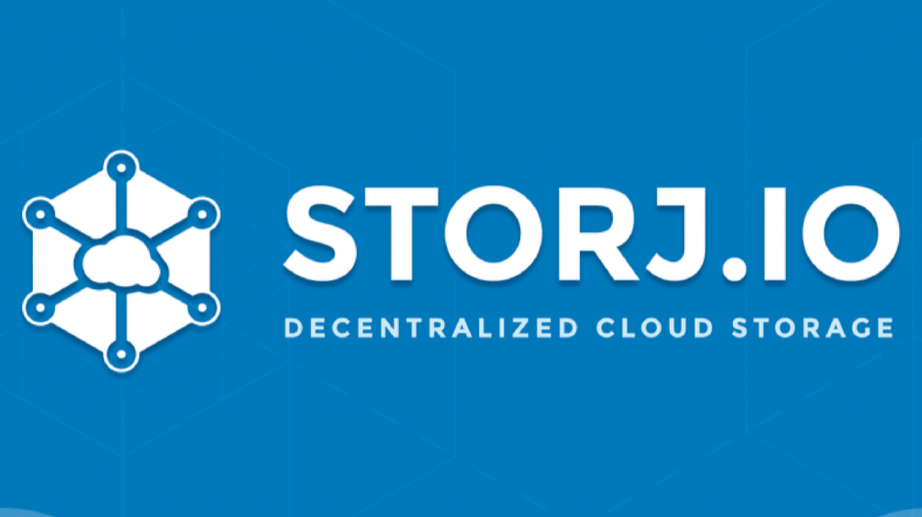 STORJ.IO
DECENTRALIZED CLOUD STORAGE